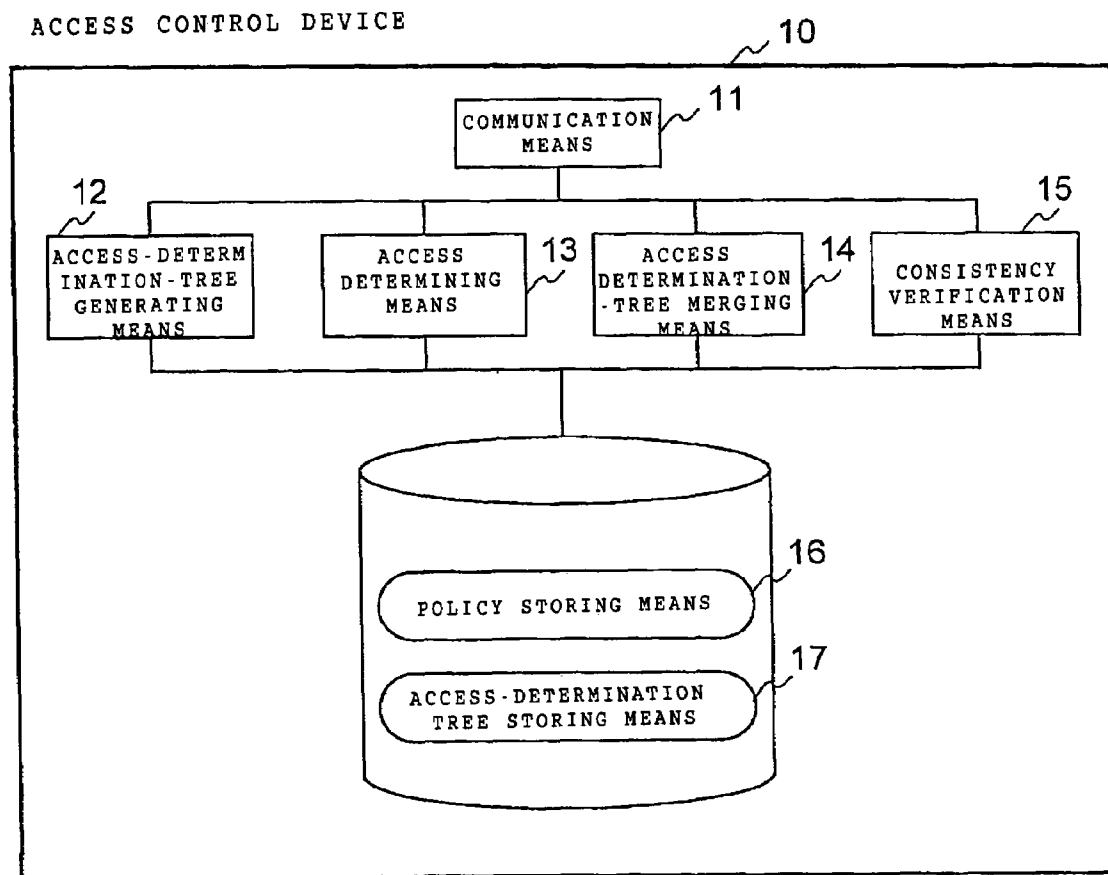 ACCESS CONTROL DEVICE
10
COMMUNICATION
MEANS
11
12
ACCESS-DETERM
INATION-TREE
GENERATING
MEANS
ACCESS
DETERMINING
MEANS
13
ACCESS
DETERMINATION
-TREE MERGING
MEANS
14
15
CONSISTENCY
VERIFICATION
MEANS
16
POLICY STORING MEANS
17
ACCESS-DETERMINATION
TREE STORING MEANS